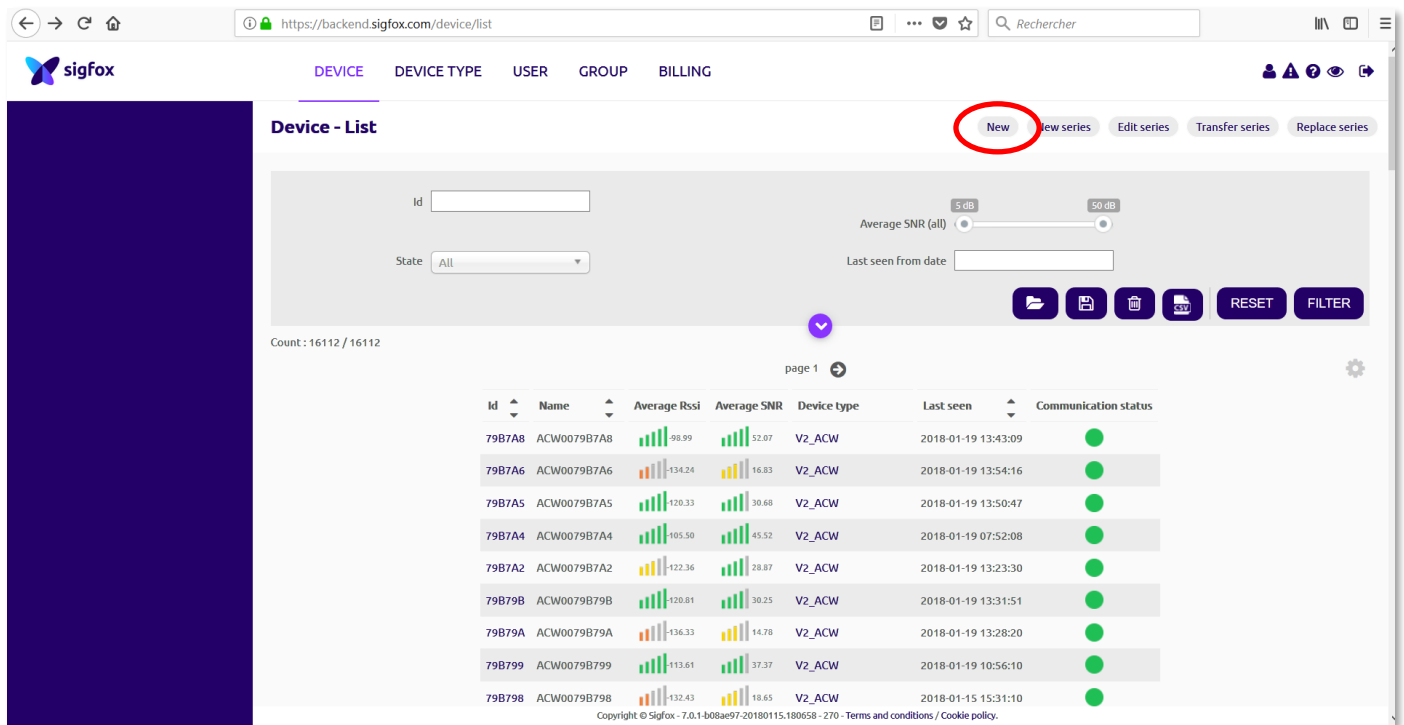 https://backend.sigfox.com/device/list
Rechercher
sigfox
DEVICE DEVICE TYPE USER GROUP BILLING
Device - List
New New series Edit series Transfer series Replace series
Id
5 dB 50 dB
Average SNR (all)
State All
Last seen from date
CSV RESET FILTER
Count : 16112 / 16112
page 1
Id Name Average Rssi Average SNR Device type Last seen Communication status
79B7A8 ACW0079B7A8 -98.99 52.07 V2_ACW 2018-01-19 13:43:09
79B7A6 ACW0079B7A6 -134.24 16.83 V2_ACW 2018-01-19 13:54:16
79B7A5 ACW0079B7A5 -120.33 30.68 V2_ACW 2018-01-19 13:50:47
79B7A4 ACW0079B7A4 -105.50 45.52 V2_ACW 2018-01-19 07:52:08
79B7A2 ACW0079B7A2 -122.36 28.87 V2_ACW 2018-01-19 13:23:30
79B79B ACW0079B79B -120.81 30.25 V2_ACW 2018-01-19 13:31:51
79B79A ACW0079B79A -136.33 14.78 V2_ACW 2018-01-19 13:28:20
79B799 ACW0079B799 -113.61 37.37 V2_ACW 2018-01-19 10:56:10
79B798 ACW0079B798 -132.43 18.65 V2_ACW 2018-01-15 15:31:10
Copyright © Sigfox - 7.0.1-b08ae97-20180115.180658 - 270 - Terms and conditions / Cookie policy.